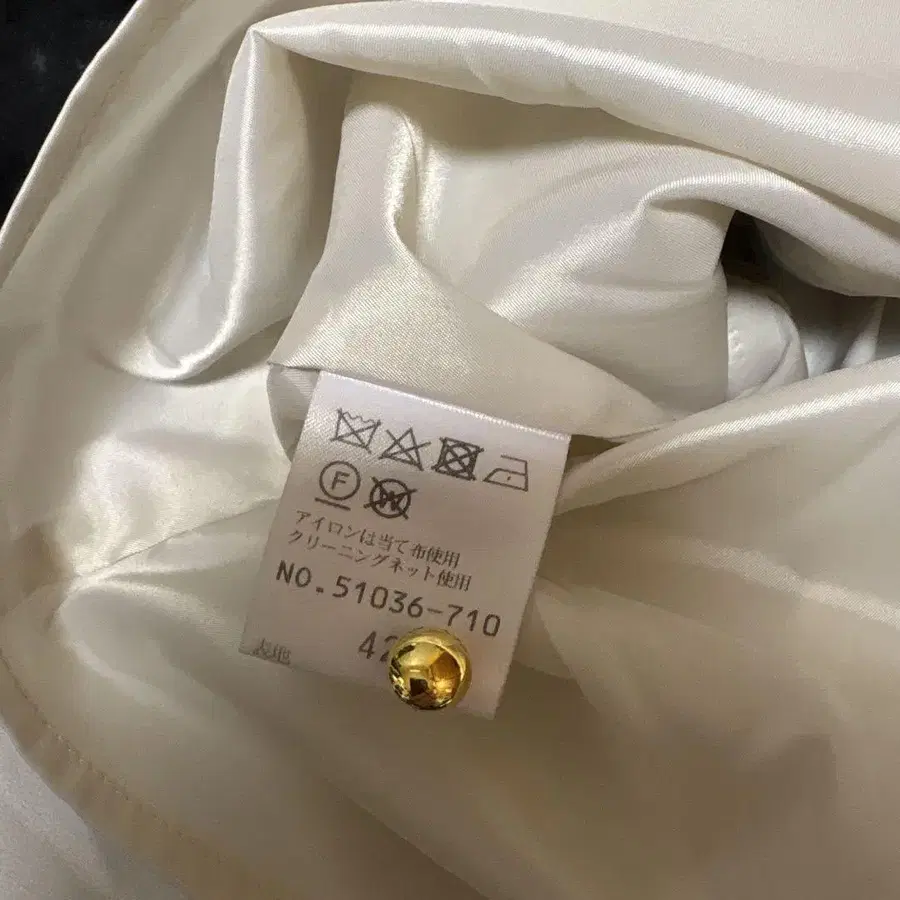 F W
アイロンは当て布使用
クリーニングネット使用
NO.51036-710
表地 42